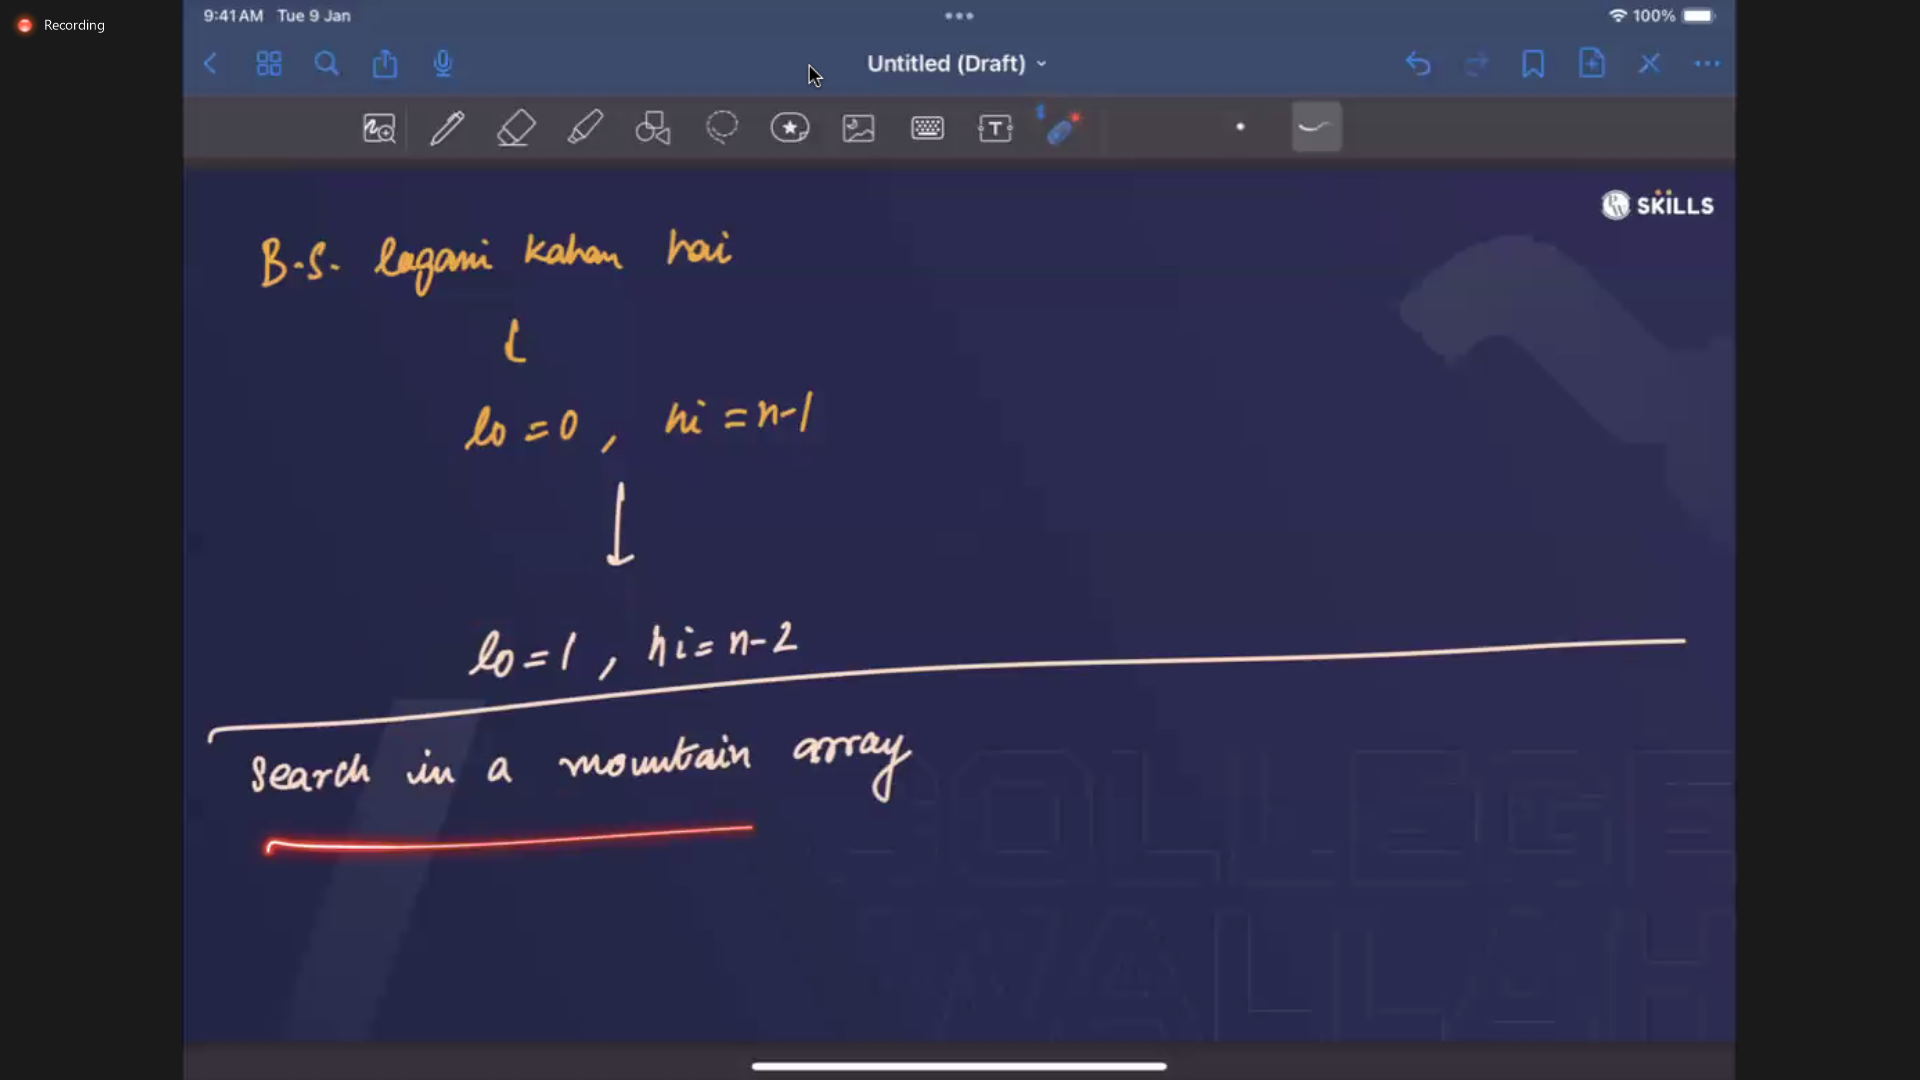 Recording
9:41 AM Tue 9 Jan
100%
Untitled (Draft)
T
SKILLS
B.S. lagani kahan hai
lo = 0 , hi = n-1
lo = 1 , hi = n-2
Search in a mountain array
COLLEGE
WALLAH